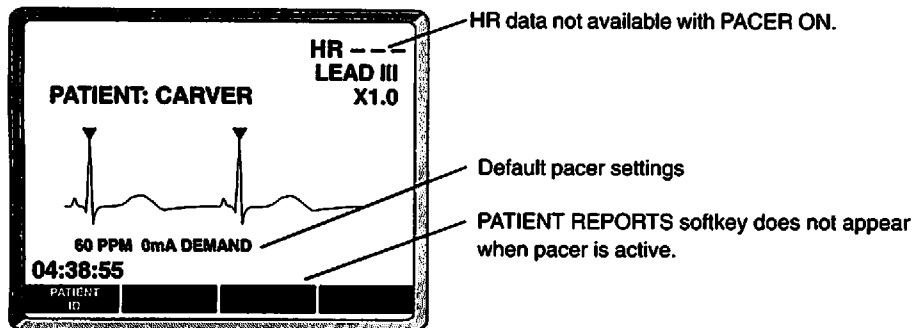 HR – – –
LEAD III
PATIENT: CARVER
X1.0
60 PPM 0mA DEMAND
04:38:55
PATIENT
ID
HR data not available with PACER ON.
Default pacer settings
PATIENT REPORTS softkey does not appear
when pacer is active.